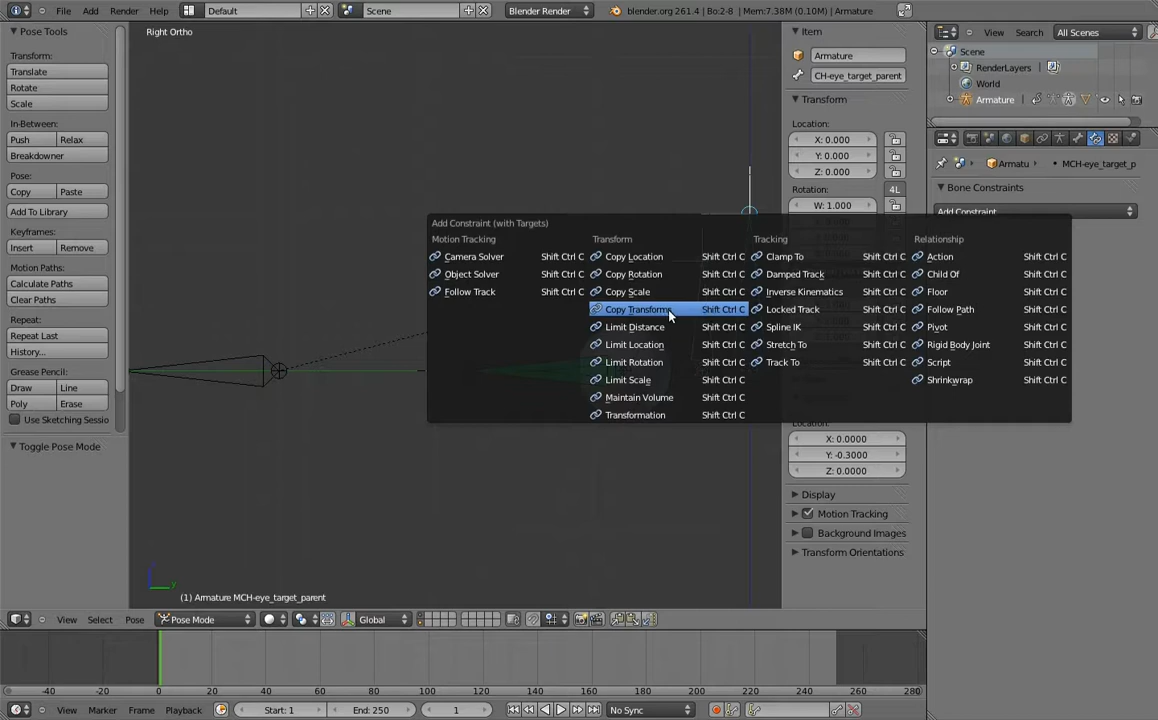 Add Render Window Help Default Scene Blender Render blender.org 261.4 | Bo:2-8 | Mem:7.38M (0.10M) | Armature
Pose Tools
Transform:
Translate
Rotate
Scale
In-Between:
Push Relax
Breakdowner
Pose:
Copy Paste
Add To Library
Keyframes:
Insert Remove
Motion Paths:
Calculate Paths
Clear Paths
Repeat:
Repeat Last
History...
Grease Pencil:
Draw Line
Poly Erase
Use Sketching Sessio
Toggle Pose Mode
Right Ortho
Add Constraint (with Targets)
Motion Tracking
Camera Solver Shift Ctrl C
Object Solver Shift Ctrl C
Follow Track Shift Ctrl C
Transform
Copy Location Shift Ctrl C
Copy Rotation Shift Ctrl C
Copy Scale Shift Ctrl C
Copy Transform Shift Ctrl C
Limit Distance Shift Ctrl C
Limit Location Shift Ctrl C
Limit Rotation Shift Ctrl C
Limit Scale Shift Ctrl C
Maintain Volume Shift Ctrl C
Transformation Shift Ctrl C
Tracking
Clamp To Shift Ctrl C
Damped Track Shift Ctrl C
Inverse Kinematics Shift Ctrl C
Locked Track Shift Ctrl C
Spline IK Shift Ctrl C
Stretch To Shift Ctrl C
Track To Shift Ctrl C
Relationship
Action Shift Ctrl C
Child Of Shift Ctrl C
Floor Shift Ctrl C
Follow Path Shift Ctrl C
Pivot Shift Ctrl C
Rigid Body Joint Shift Ctrl C
Script Shift Ctrl C
Shrinkwrap Shift Ctrl C
z
y
(1) Armature MCH-eye_target_parent
Item
Armature
CH-eye_target_parent
Transform
Location:
X: 0.000
Y: 0.000
Z: 0.000
Rotation: 4L
W: 1.000
Location:
X: 0.0000
Y: -0.3000
Z: 0.0000
Display
Motion Tracking
Background Images
Transform Orientations
View Search All Scenes
Scene
RenderLayers
World
Armature
Armatu MCH-eye_target_p
Bone Constraints
Add Constraint
View Select Pose Pose Mode Global
-40 -20 0 20 40 60 80 100 120 140 160 180 200 220 240 260 280
View Marker Frame Playback Start: 1 End: 250 1 No Sync